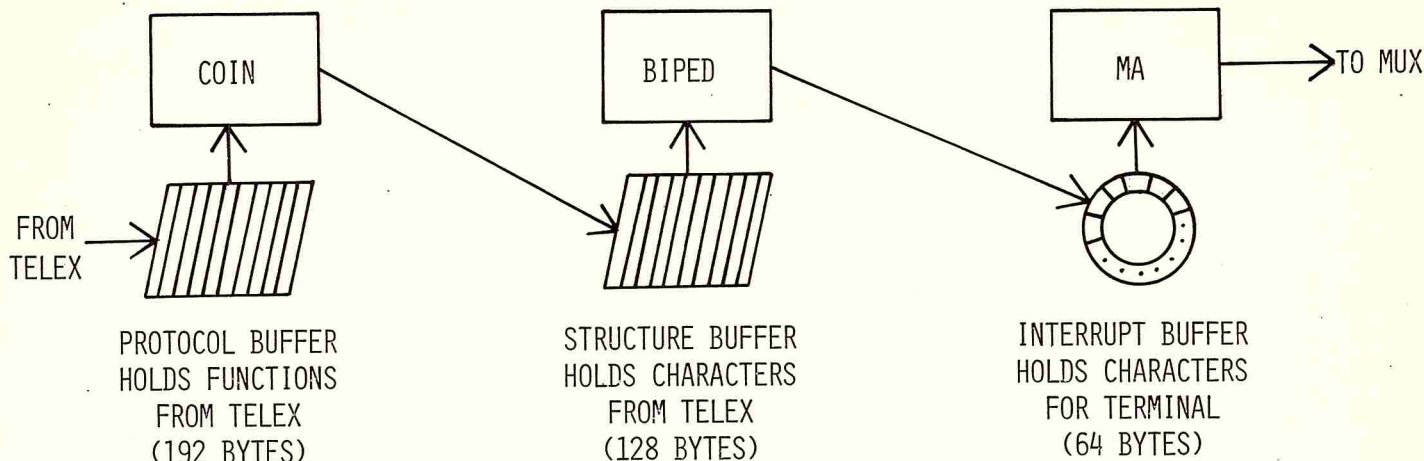 COIN
BIPED
MA
TO MUX
FROM
TELEX
PROTOCOL BUFFER
HOLDS FUNCTIONS
FROM TELEX
(192 BYTES)
STRUCTURE BUFFER
HOLDS CHARACTERS
FROM TELEX
(128 BYTES)
INTERRUPT BUFFER
HOLDS CHARACTERS
FOR TERMINAL
(64 BYTES)